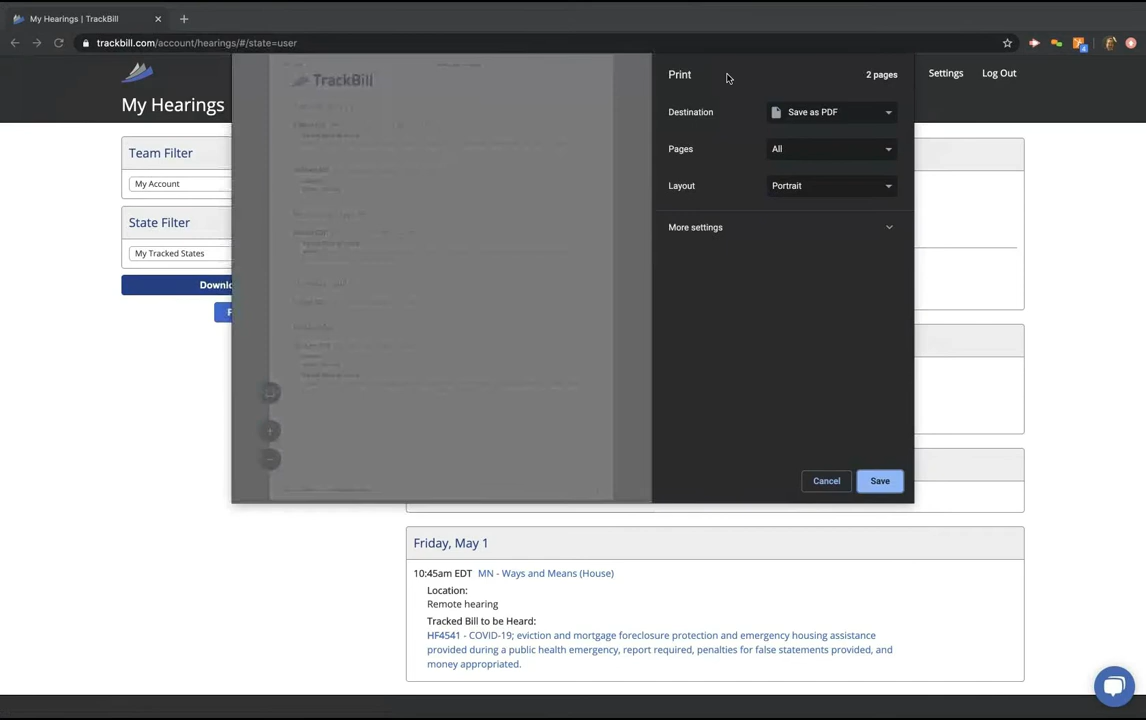 My Hearings | TrackBill
trackbill.com/account/hearings/#/state=user
4
My Hearings
Settings
Log Out
Team Filter
My Account
State Filter
My Tracked States
Downlo
TrackBill
Print
2 pages
Destination
Save as PDF
Pages
All
Layout
Portrait
More settings
Cancel
Save
Friday, May 1
10:45am EDT MN - Ways and Means (House)
Location:
Remote hearing
Tracked Bill to be Heard:
HF4541 - COVID-19; eviction and mortgage foreclosure protection and emergency housing assistance
provided during a public health emergency, report required, penalties for false statements provided, and
money appropriated.